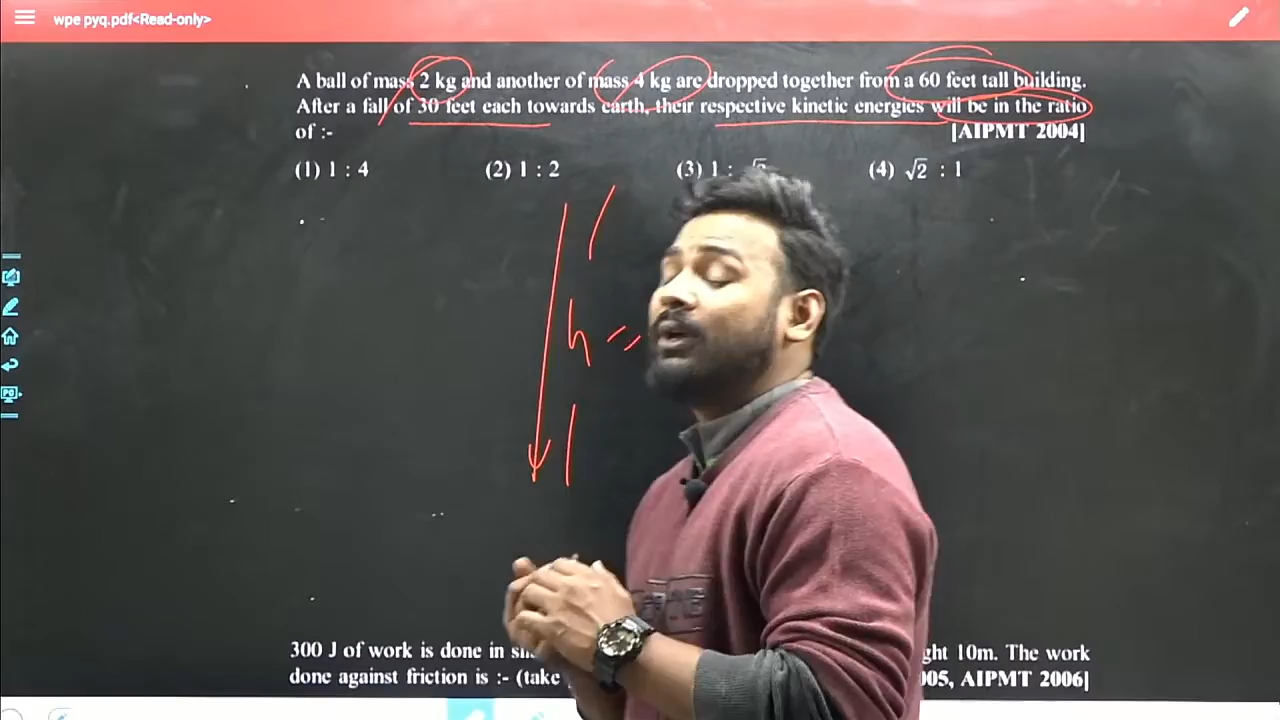 wpe pyq.pdf<Read-only>
A ball of mass 2 kg and another of mass 4 kg are dropped together from a 60 feet tall building.
After a fall of 30 feet each towards earth, their respective kinetic energies will be in the ratio
of :- [AIPMT 2004]
(1) 1 : 4 (2) 1 : 2 (3) 1 : (4) √2 : 1
h =
300 J of work is done in 10m. The work
done against friction is :- (take AIPMT 2006]